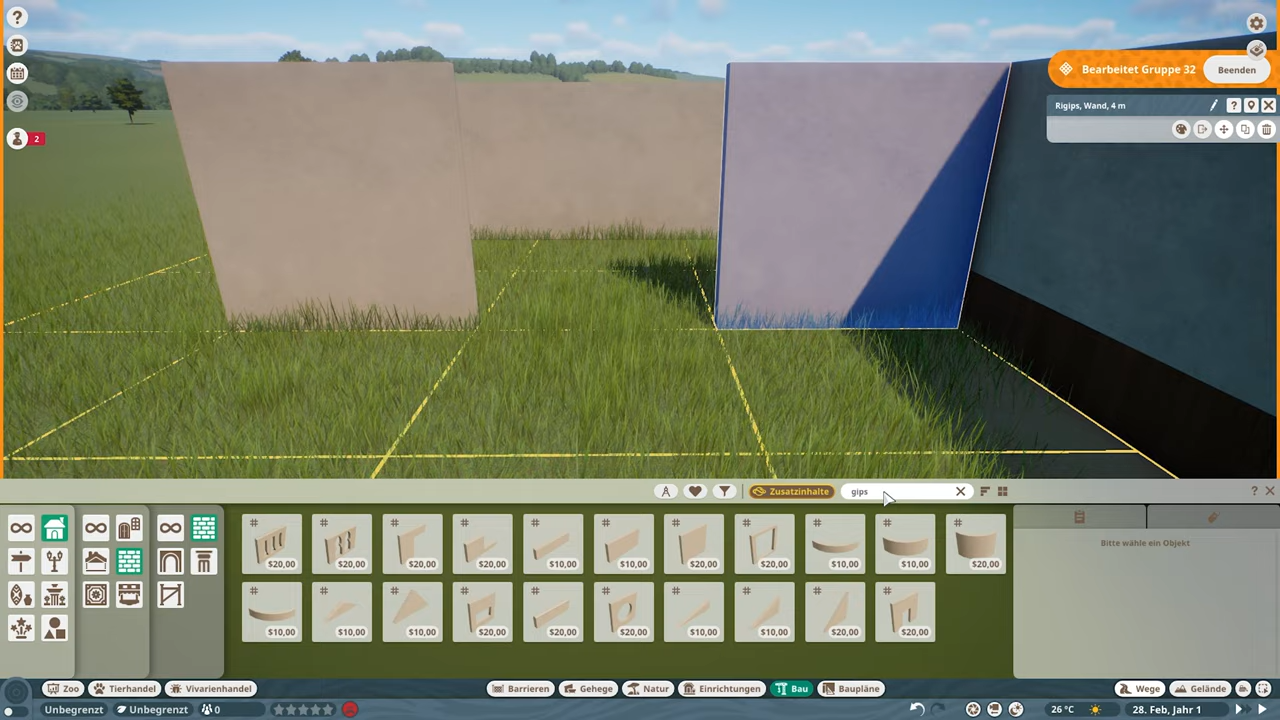 ?
Bearbeitet Gruppe 32
Beenden
Rigips, Wand, 4 m
?
2
Zusatzinhalte
gips
?
$20,00 $20,00 $20,00 $20,00 $10,00 $20,00 $20,00 $20,00 $10,00 $20,00 $20,00
Bitte wähle ein Objekt
$10,00 $10,00 $10,00 $20,00 $20,00 $20,00 $10,00 $10,00 $20,00 $20,00
Zoo Tierhandel Vivarienhandel Barrieren Gehege Natur Einrichtungen Bau Baupläne Wege Gelände
Unbegrenzt Unbegrenzt 0 26 °C 28. Feb, Jahr 1